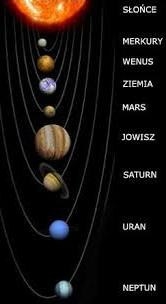 SŁOŃCE
MERKURY
WENUS
ZIEMIA
MARS
JOWISZ
SATURN
URAN
NEPTUN